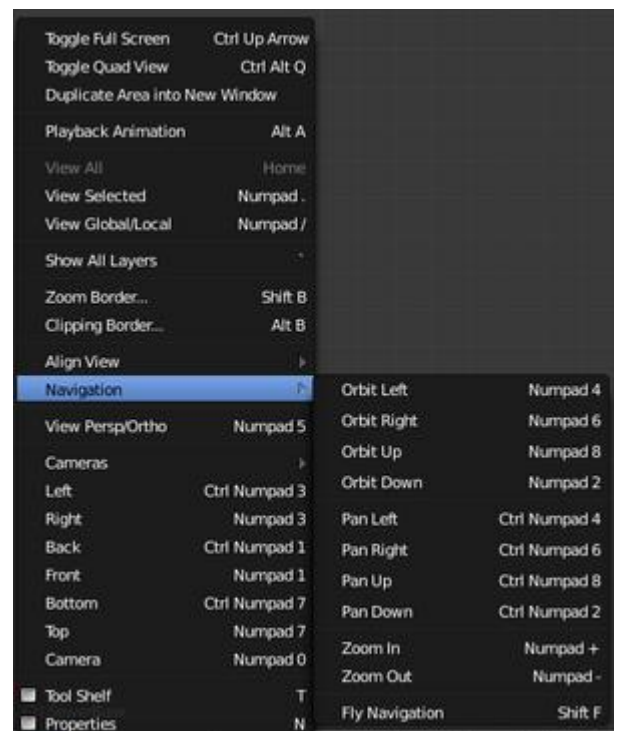 Toggle Full Screen Ctrl Up Arrow
Toggle Quad View Ctrl Alt Q
Duplicate Area into New Window
Playback Animation Alt A
View All Home
View Selected Numpad .
View Global/Local Numpad /
Show All Layers `
Zoom Border... Shift B
Clipping Border... Alt B
Align View
Navigation
View Persp/Ortho Numpad 5
Cameras
Left Ctrl Numpad 3
Right Numpad 3
Back Ctrl Numpad 1
Front Numpad 1
Bottom Ctrl Numpad 7
Top Numpad 7
Camera Numpad 0
Tool Shelf T
Properties N
Orbit Left Numpad 4
Orbit Right Numpad 6
Orbit Up Numpad 8
Orbit Down Numpad 2
Pan Left Ctrl Numpad 4
Pan Right Ctrl Numpad 6
Pan Up Ctrl Numpad 8
Pan Down Ctrl Numpad 2
Zoom In Numpad +
Zoom Out Numpad -
Fly Navigation Shift F